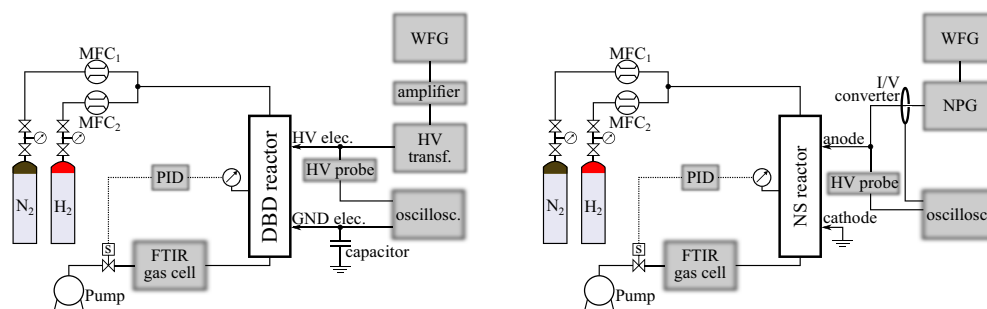 WFG
MFC₁
amplifier
MFC₂
HV elec.
HV
transf.
HV probe
DBD reactor
PID
N₂
H₂
GND elec.
oscillosc.
capacitor
S
FTIR
gas cell
Pump
WFG
MFC₁
I/V
converter
NPG
MFC₂
anode
HV probe
NS reactor
PID
N₂
H₂
cathode
oscillosc.
S
FTIR
gas cell
Pump